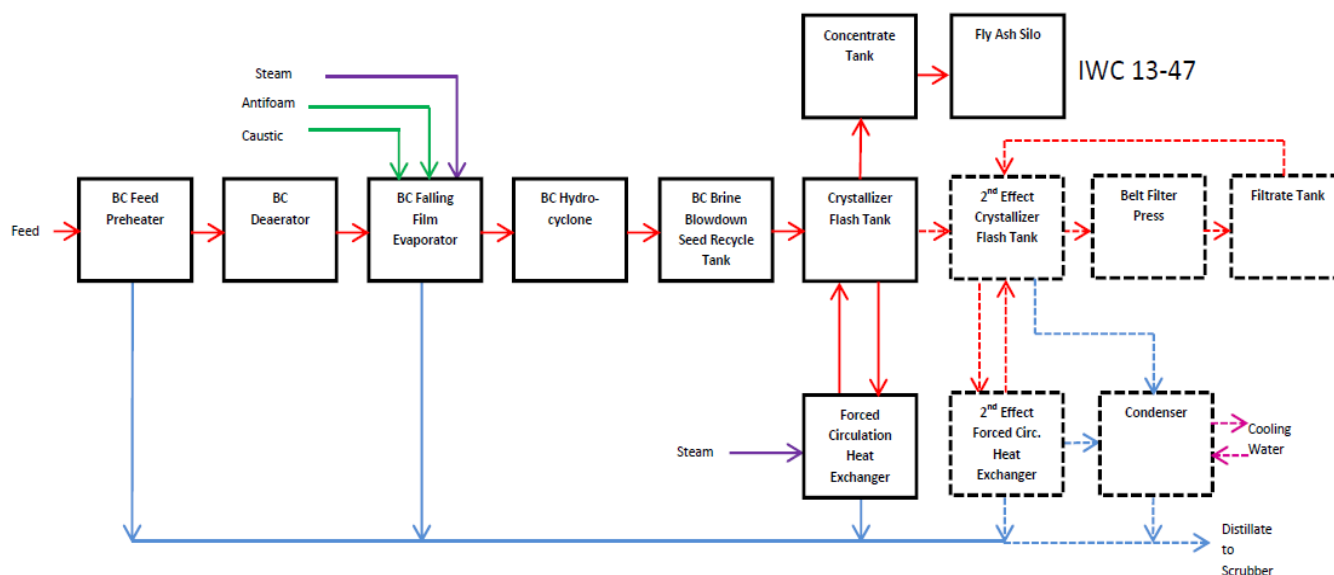 Concentrate
Tank
Fly Ash Silo
IWC 13-47
Steam
Antifoam
Caustic
Feed
BC Feed
Preheater
BC
Deaerator
BC Falling
Film
Evaporator
BC Hydro-
cyclone
BC Brine
Blowdown
Seed Recycle
Tank
Crystallizer
Flash Tank
2nd Effect
Crystallizer
Flash Tank
Belt Filter
Press
Filtrate Tank
Steam
Forced
Circulation
Heat
Exchanger
2nd Effect
Forced Circ.
Heat
Exchanger
Condenser
Cooling
Water
Distillate
to
Scrubber